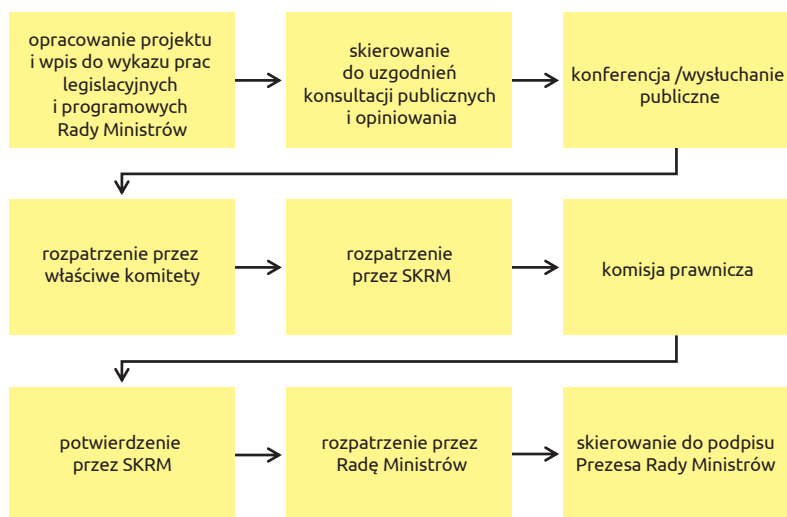 opracowanie projektu
i wpis do wykazu prac
legislacyjnych
i programowych
Rady Ministrów
skierowanie
do uzgodnień
konsultacji publicznych
i opiniowania
konferencja /wysłuchanie
publiczne
rozpatrzenie przez
właściwe komitety
rozpatrzenie
przez SKRM
komisja prawnicza
potwierdzenie
przez SKRM
rozpatrzenie przez
Radę Ministrów
skierowanie do podpisu
Prezesa Rady Ministrów